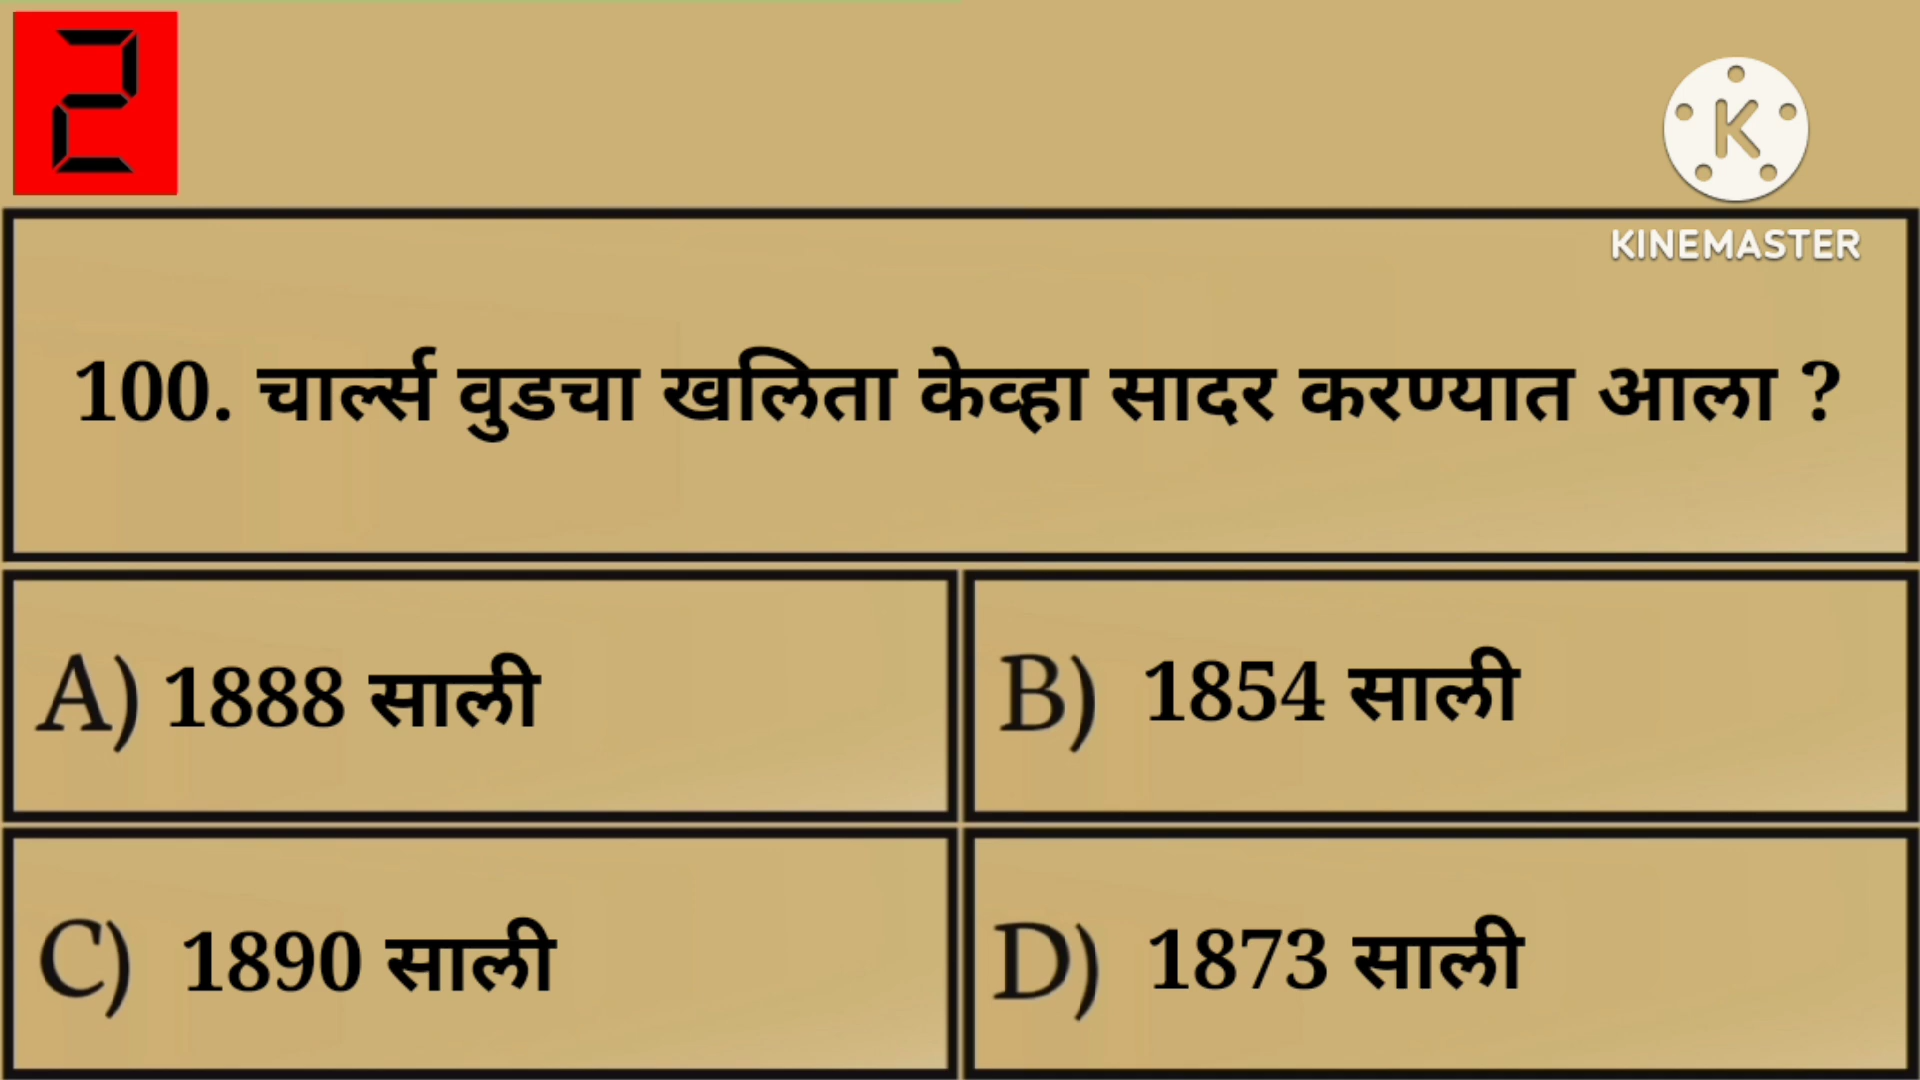 2
K
KINEMASTER
100. चार्ल्स वुडचा खलिता केव्हा सादर करण्यात आला ?
A) 1888 साली
B) 1854 साली
C) 1890 साली
D) 1873 साली